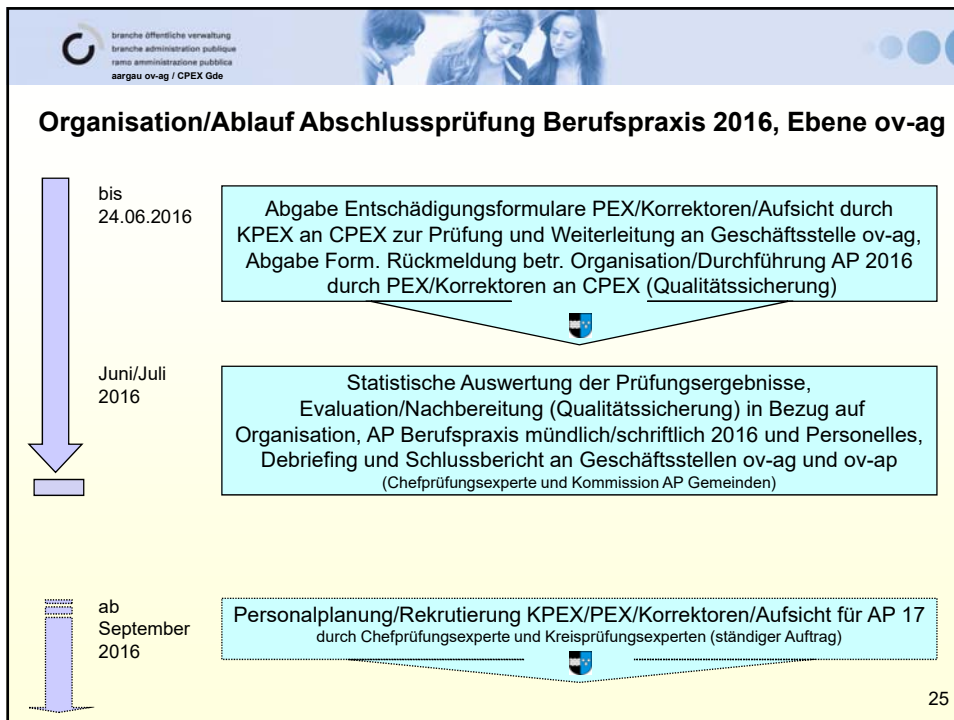 branche öffentliche verwaltung
branche administration publique
ramo amministrazione pubblica
aargau ov-ag / CPEX Gde
Organisation/Ablauf Abschlussprüfung Berufspraxis 2016, Ebene ov-ag
bis
24.06.2016
Abgabe Entschädigungsformulare PEX/Korrektoren/Aufsicht durch
KPEX an CPEX zur Prüfung und Weiterleitung an Geschäftsstelle ov-ag,
Abgabe Form. Rückmeldung betr. Organisation/Durchführung AP 2016
durch PEX/Korrektoren an CPEX (Qualitätssicherung)
Juni/Juli
2016
Statistische Auswertung der Prüfungsergebnisse,
Evaluation/Nachbereitung (Qualitätssicherung) in Bezug auf
Organisation, AP Berufspraxis mündlich/schriftlich 2016 und Personelles,
Debriefing und Schlussbericht an Geschäftsstellen ov-ag und ov-ap
(Chefprüfungsexperte und Kommission AP Gemeinden)
ab
September
2016
Personalplanung/Rekrutierung KPEX/PEX/Korrektoren/Aufsicht für AP 17
durch Chefprüfungsexperte und Kreisprüfungsexperten (ständiger Auftrag)
25